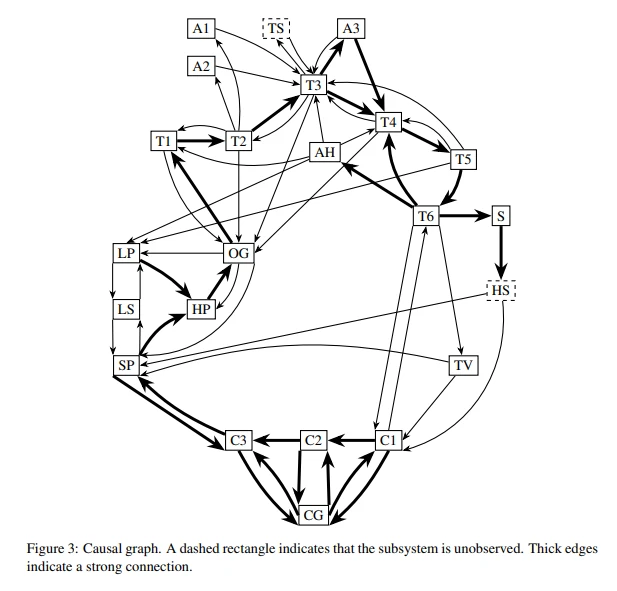 A1 TS A3
A2
T3
T4
T1 T2
AH
T5
T6 S
LP OG
HS
LS HP
SP TV
C3 C2 C1
CG
Figure 3: Causal graph. A dashed rectangle indicates that the subsystem is unobserved. Thick edges
indicate a strong connection.